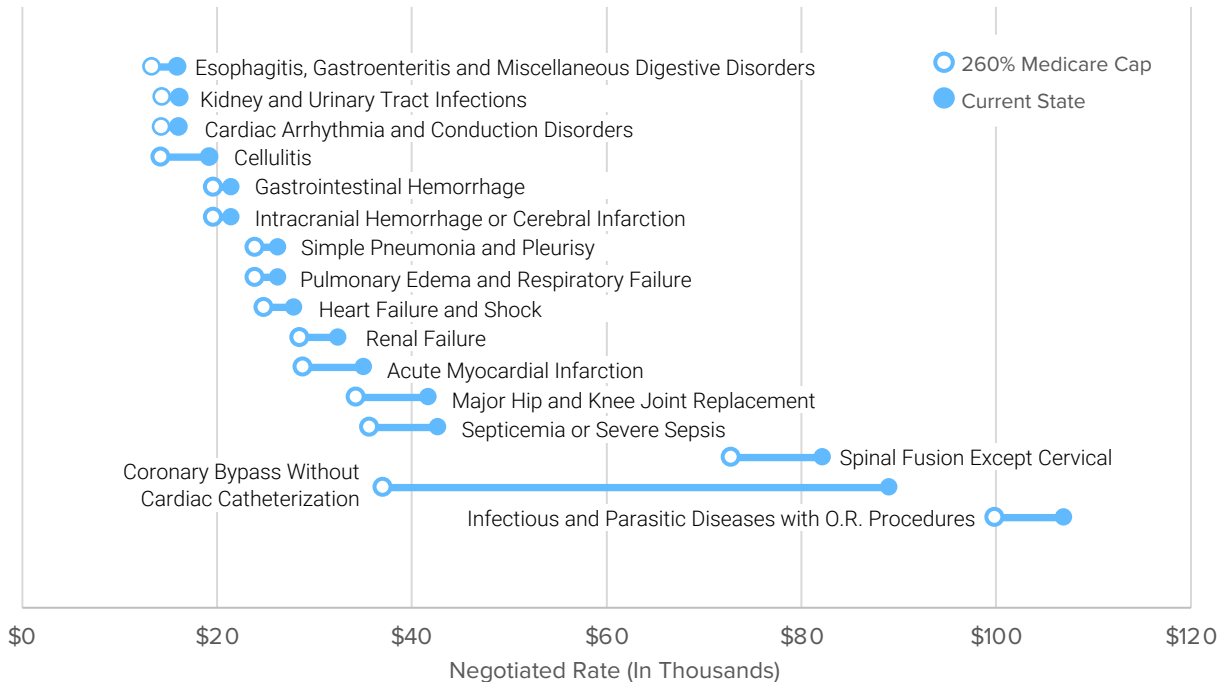 Esophagitis, Gastroenteritis and Miscellaneous Digestive Disorders
260% Medicare Cap
Kidney and Urinary Tract Infections
Current State
Cardiac Arrhythmia and Conduction Disorders
Cellulitis
Gastrointestinal Hemorrhage
Intracranial Hemorrhage or Cerebral Infarction
Simple Pneumonia and Pleurisy
Pulmonary Edema and Respiratory Failure
Heart Failure and Shock
Renal Failure
Acute Myocardial Infarction
Major Hip and Knee Joint Replacement
Septicemia or Severe Sepsis
Spinal Fusion Except Cervical
Coronary Bypass Without
Cardiac Catheterization
Infectious and Parasitic Diseases with O.R. Procedures
$0 $20 $40 $60 $80 $100 $120
Negotiated Rate (In Thousands)